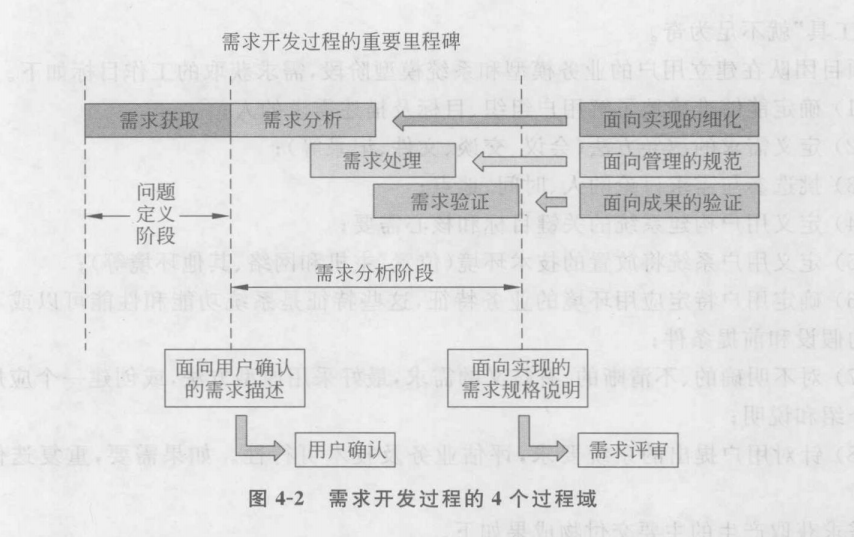 需求开发过程的重要里程碑
需求获取 需求分析 面向实现的细化
需求处理 面向管理的规范
需求验证 面向成果的验证
问题
定义
阶段
需求分析阶段
面向用户确认
的需求描述
面向实现的
需求规格说明
用户确认
需求评审
图 4-2 需求开发过程的 4 个过程域